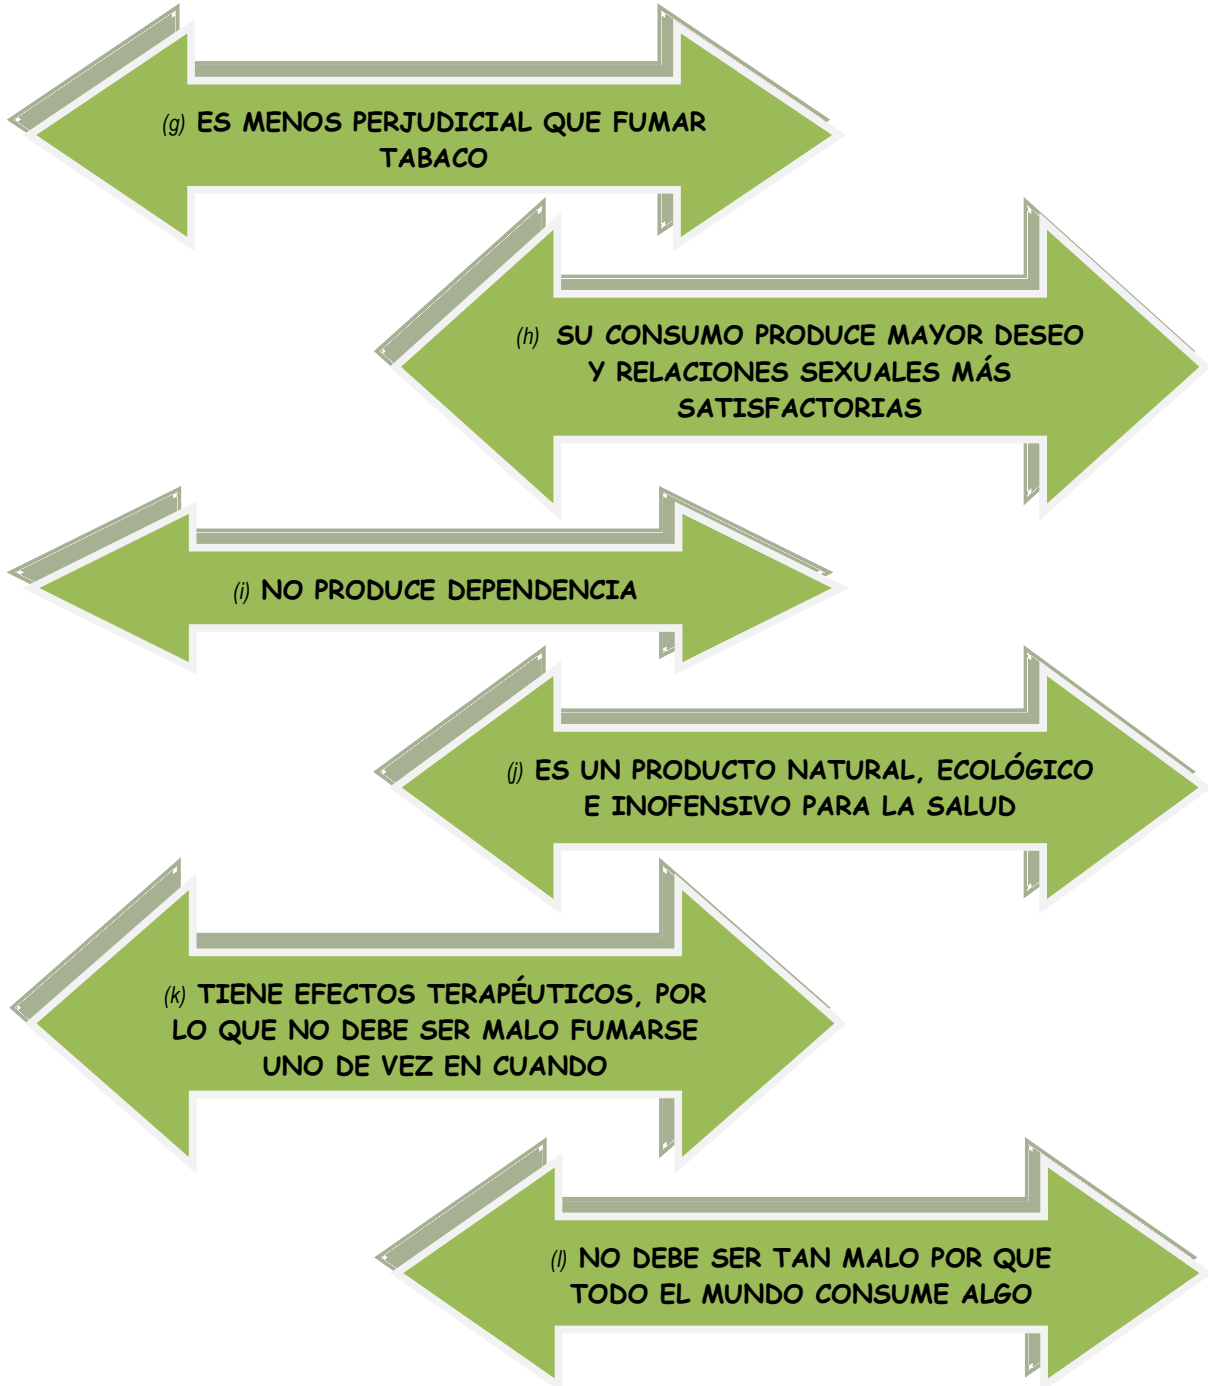 (g) ES MENOS PERJUDICIAL QUE FUMAR
TABACO
(h) SU CONSUMO PRODUCE MAYOR DESEO
Y RELACIONES SEXUALES MÁS
SATISFACTORIAS
(i) NO PRODUCE DEPENDENCIA
(j) ES UN PRODUCTO NATURAL, ECOLÓGICO
E INOFENSIVO PARA LA SALUD
(k) TIENE EFECTOS TERAPÉUTICOS, POR
LO QUE NO DEBE SER MALO FUMARSE
UNO DE VEZ EN CUANDO
(l) NO DEBE SER TAN MALO POR QUE
TODO EL MUNDO CONSUME ALGO